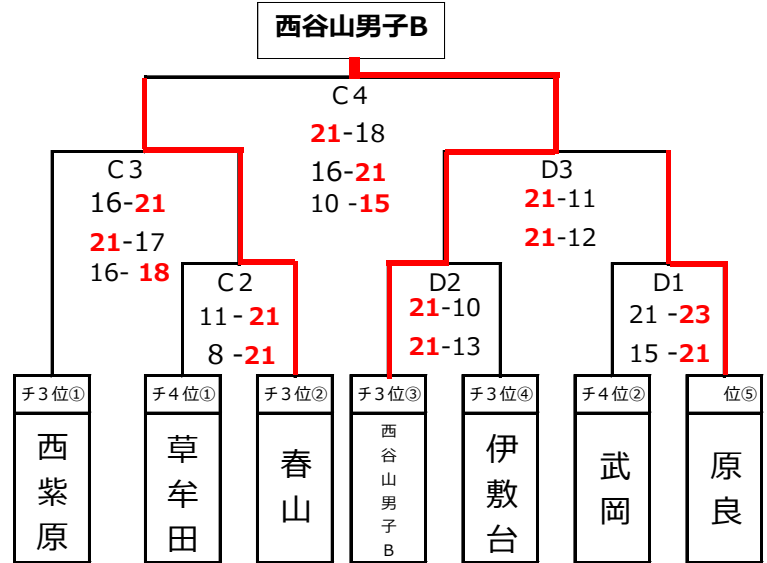 西谷山男子B
C4
21-18
16-21
10 -15
C3
16-21
21-17
16- 18
D3
21-11
21-12
C2
11-21
8 -21
D2
21-10
21-13
D1
21 -23
15 -21
チ3位①
チ4位①
チ3位②
チ3位③
チ3位④
チ4位②
位⑤
西紫原
草牟田
春山
西谷山男子B
伊敷台
武岡
原良